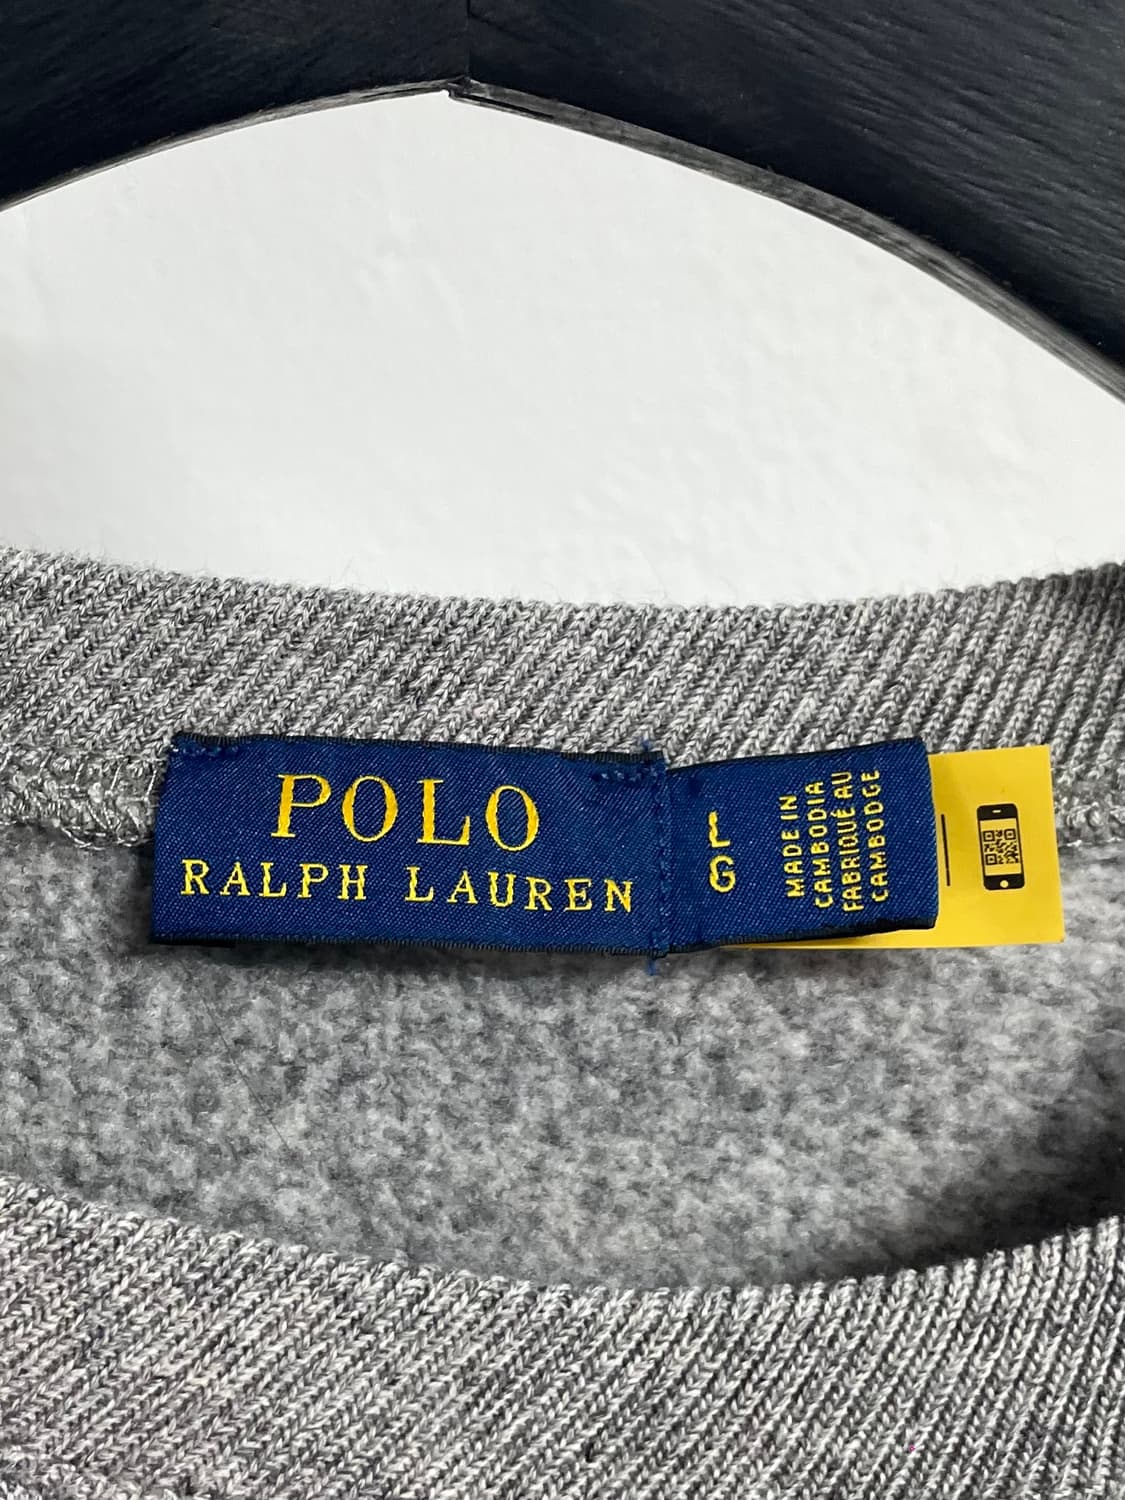 POLO
RALPH LAUREN
L
G
MADE IN
CAMBODIA
FABRIQUÉ AU
CAMBODGE